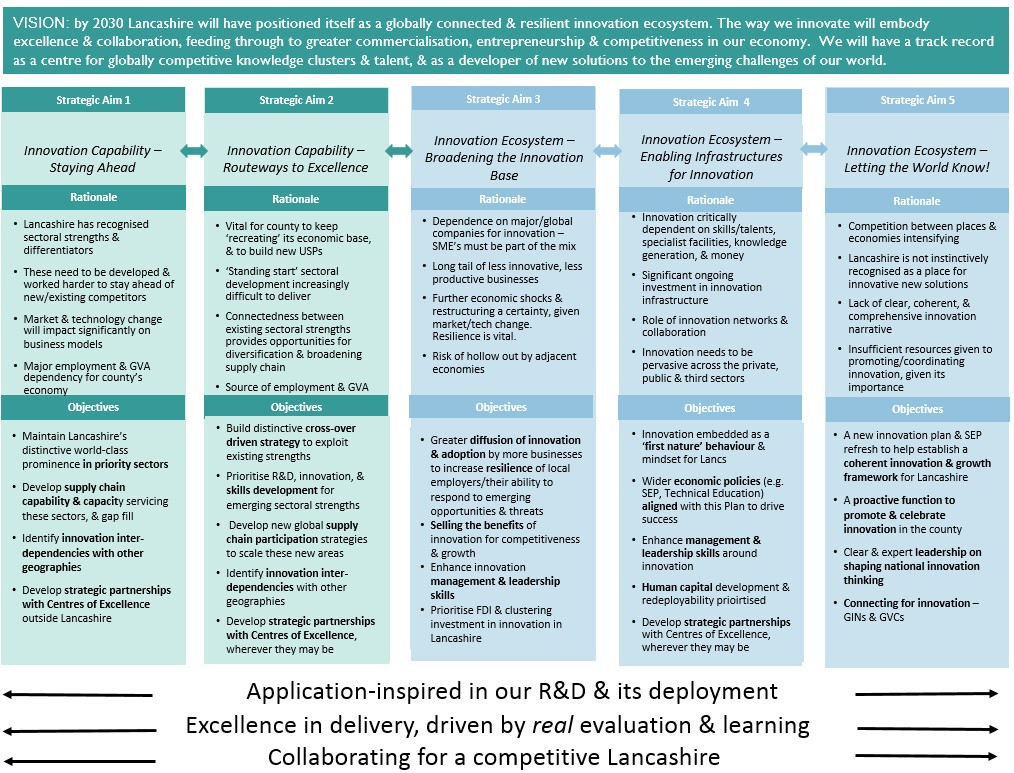 VISION: by 2030 Lancashire will have positioned itself as a globally connected & resilient innovation ecosystem. The way we innovate will embody
excellence & collaboration, feeding through to greater commercialisation, entrepreneurship & competitiveness in our economy. We will have a track record
as a centre for globally competitive knowledge clusters & talent, & as a developer of new solutions to the emerging challenges of our world.
Strategic Aim 1
Innovation Capability –
Staying Ahead
Rationale
• Lancashire has recognised
sectoral strengths &
differentiators
• These need to be developed &
worked harder to stay ahead of
new/existing competitors
• Market & technology change
will impact significantly on
business models
• Major employment & GVA
dependency for county's
economy
Objectives
• Maintain Lancashire's
distinctive world-class
prominence in priority sectors
• Develop supply chain
capability & capacity servicing
these sectors, & gap fill
• Identify innovation inter-
dependencies with other
geographies
• Develop strategic partnerships
with Centres of Excellence
outside Lancashire
Strategic Aim 2
Innovation Capability –
Routeways to Excellence
Rationale
• Vital for county to keep
'recreating' its economic base,
& to build new USPs
• 'Standing start' sectoral
development increasingly
difficult to deliver
• Connectedness between
existing sectoral strengths
provides opportunities for
diversification & broadening
supply chain
• Source of employment & GVA
Objectives
• Build distinctive cross-over
driven strategy to exploit
existing strengths
• Prioritise R&D, innovation, &
skills development for
emerging sectoral strengths
• Develop new global supply
chain participation strategies
to scale these new areas
• Identify innovation inter-
dependencies with other
geographies
• Develop strategic partnerships
with Centres of Excellence,
wherever they may be
Strategic Aim 3
Innovation Ecosystem –
Broadening the Innovation
Base
Rationale
• Dependence on major/global
companies for innovation –
SME's must be part of the mix
• Long tail of less innovative, less
productive businesses
• Further economic shocks &
restructuring a certainty, given
market/tech change.
Resilience is vital.
• Risk of hollow out by adjacent
economies
Objectives
• Greater diffusion of innovation
& adoption by more businesses
to increase resilience of local
employers/their ability to
respond to emerging
opportunities & threats
• Selling the benefits of
innovation for competitiveness
& growth
• Enhance innovation
management & leadership
skills
• Prioritise FDI & clustering
investment in innovation in
Lancashire
Strategic Aim 4
Innovation Ecosystem –
Enabling Infrastructures
for Innovation
Rationale
• Innovation critically
dependent on skills/talents,
specialist facilities, knowledge
generation, & money
• Significant ongoing
investment in innovation
infrastructure
• Role of innovation networks &
collaboration
• Innovation needs to be
pervasive across the private,
public & third sectors
Objectives
• Innovation embedded as a
'first nature' behaviour &
mindset for Lancs
• Wider economic policies (e.g.
SEP, Technical Education)
aligned with this Plan to drive
success
• Enhance management &
leadership skills around
innovation
• Human capital development &
redeployability prioirtised
• Develop strategic partnerships
with Centres of Excellence,
wherever they may be
Strategic Aim 5
Innovation Ecosystem –
Letting the World Know!
Rationale
• Competition between places &
economies intensifying
• Lancashire is not instinctively
recognised as a place for
innovative new solutions
• Lack of clear, coherent, &
comprehensive innovation
narrative
• Insufficient resources given to
promoting/coordinating
innovation, given its
importance
Objectives
• A new innovation plan & SEP
refresh to help establish a
coherent innovation & growth
framework for Lancashire
• A proactive function to
promote & celebrate
innovation in the county
• Clear & expert leadership on
shaping national innovation
thinking
• Connecting for innovation –
GINs & GVCs
Application-inspired in our R&D & its deployment
Excellence in delivery, driven by real evaluation & learning
Collaborating for a competitive Lancashire